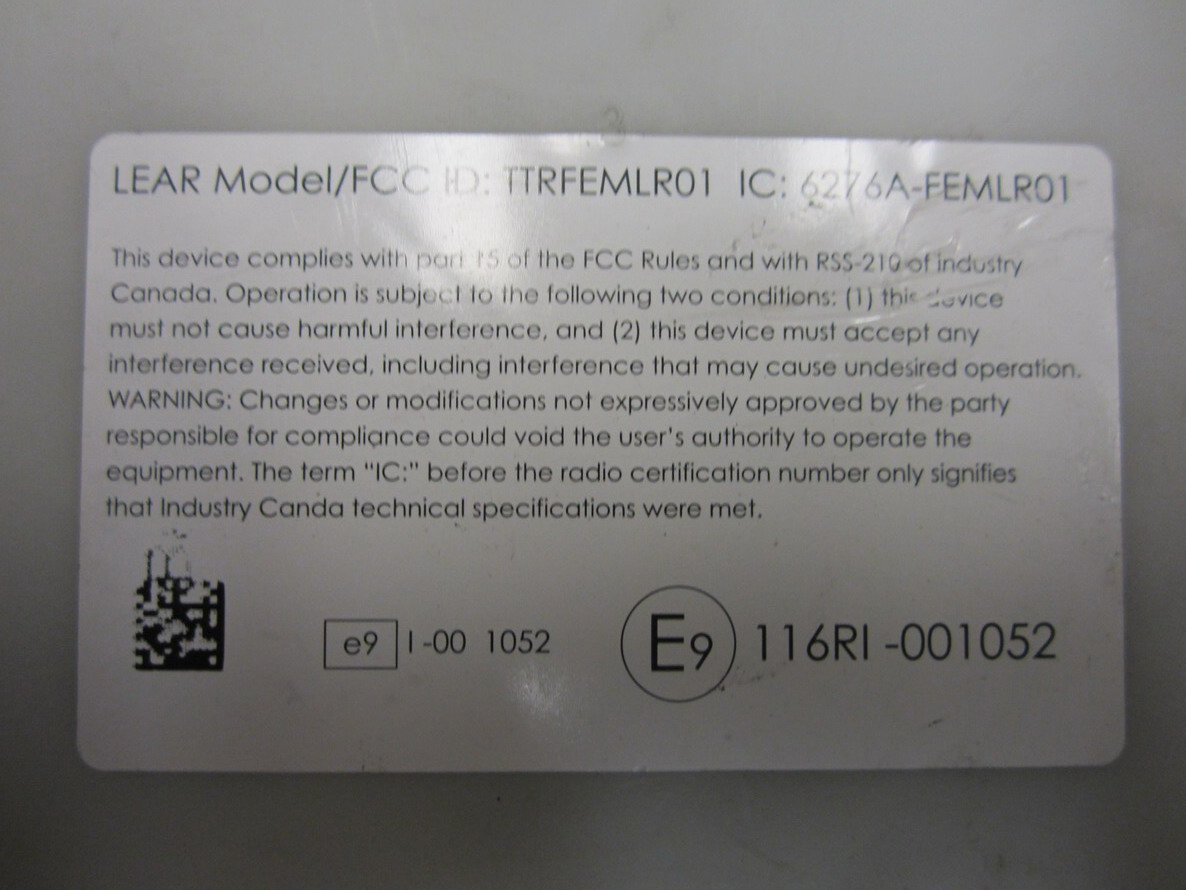 LEAR Model/FCC ID: TTRFEMLR01 IC: 6276A-FEMLR01
This device complies with part 15 of the FCC Rules and with RSS-210 of industry
Canada. Operation is subject to the following two conditions: (1) this device
must not cause harmful interference, and (2) this device must accept any
interference received, including interference that may cause undesired operation.
WARNING: Changes or modifications not expressively approved by the party
responsible for compliance could void the user's authority to operate the
equipment. The term "IC:" before the radio certification number only signifies
that Industry Canda technical specifications were met.
e9 I-00 1052 E9 116RI-001052